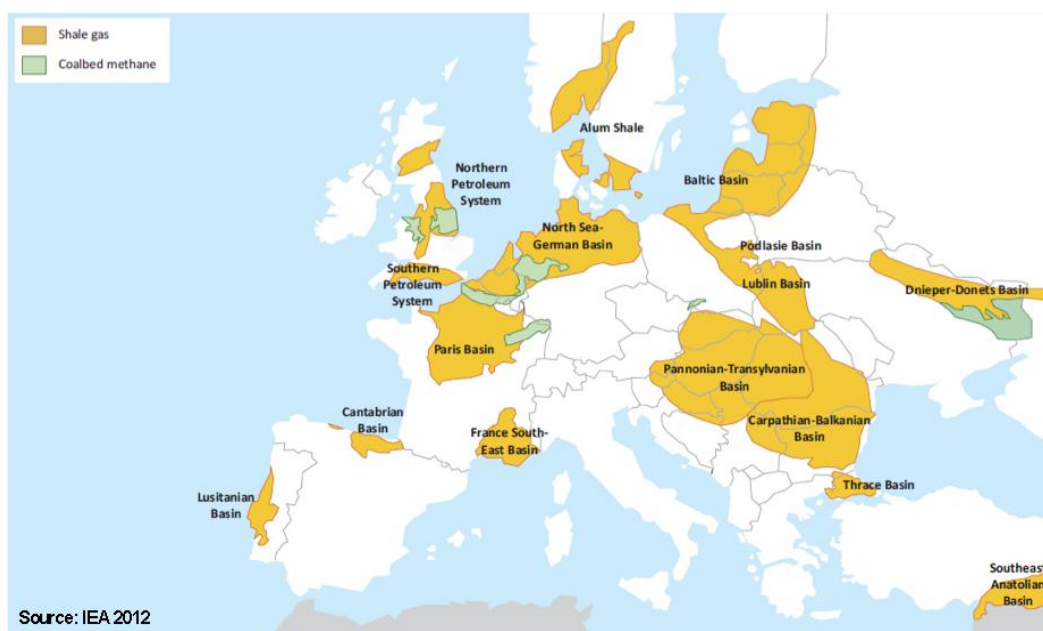 Shale gas
Coalbed methane
Alum Shale
Northern
Petroleum
System
Baltic Basin
North Sea-
German Basin
Podlasie Basin
Southern
Petroleum
System
Lublin Basin
Dnieper-Donets Basin
Paris Basin
Pannonian-Transylvanian
Basin
Cantabrian
Basin
France South-
East Basin
Carpathian-Balkanian
Basin
Lusitanian
Basin
Thrace Basin
Southeast
Anatolian
Basin
Source: IEA 2012